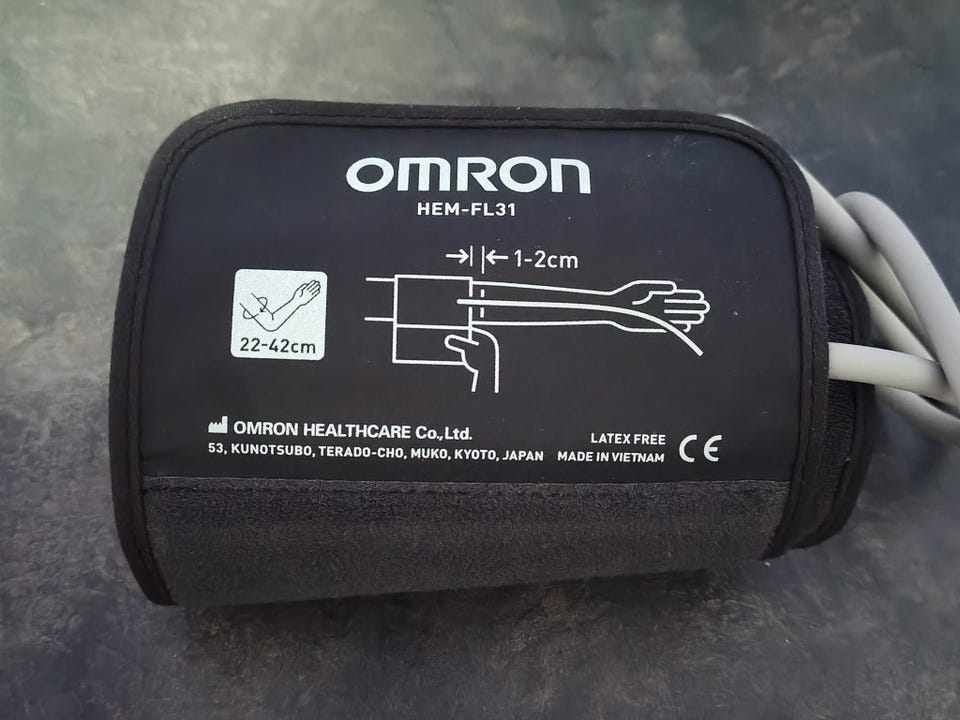 OMRON
HEM-FL31
1-2cm
22-42cm
OMRON HEALTHCARE Co.,Ltd.
53, KUNOTSUBO, TERADO-CHO, MUKO, KYOTO, JAPAN
LATEX FREE
MADE IN VIETNAM
CE